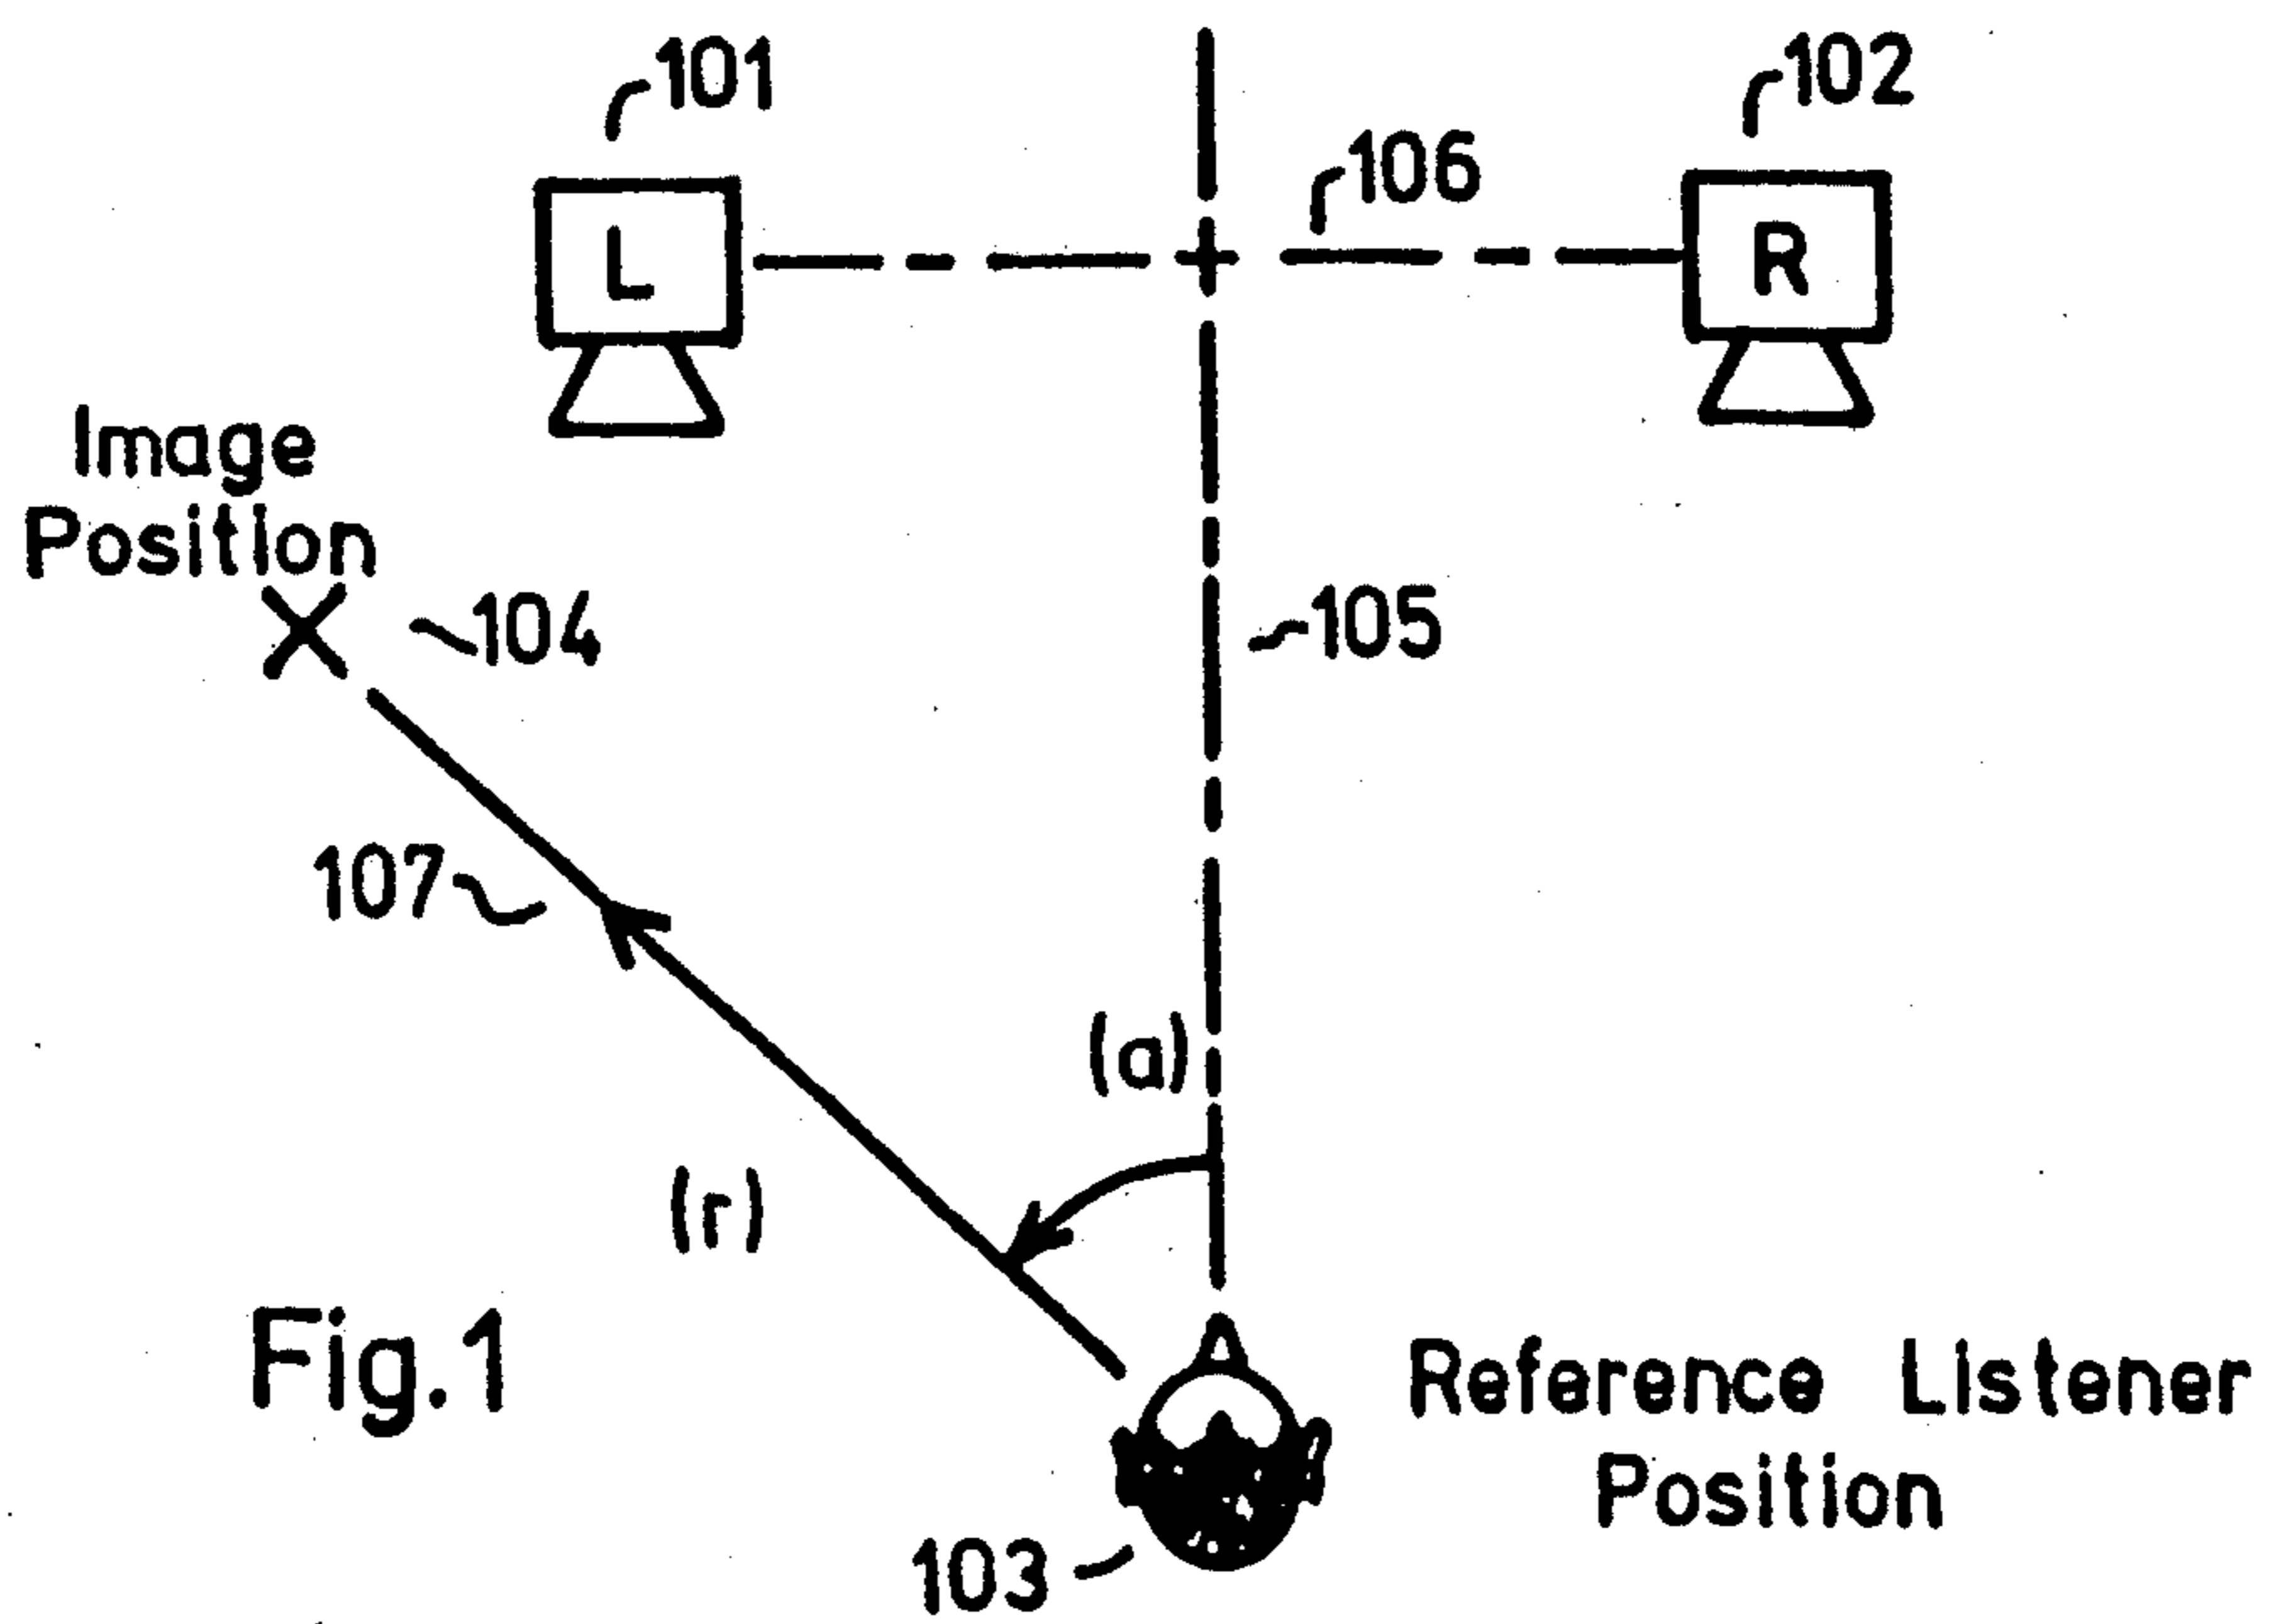 101
102
106
L
R
Image
Position
104
105
107
(a)
(r)
Fig.1
Reference Listener
Position
103